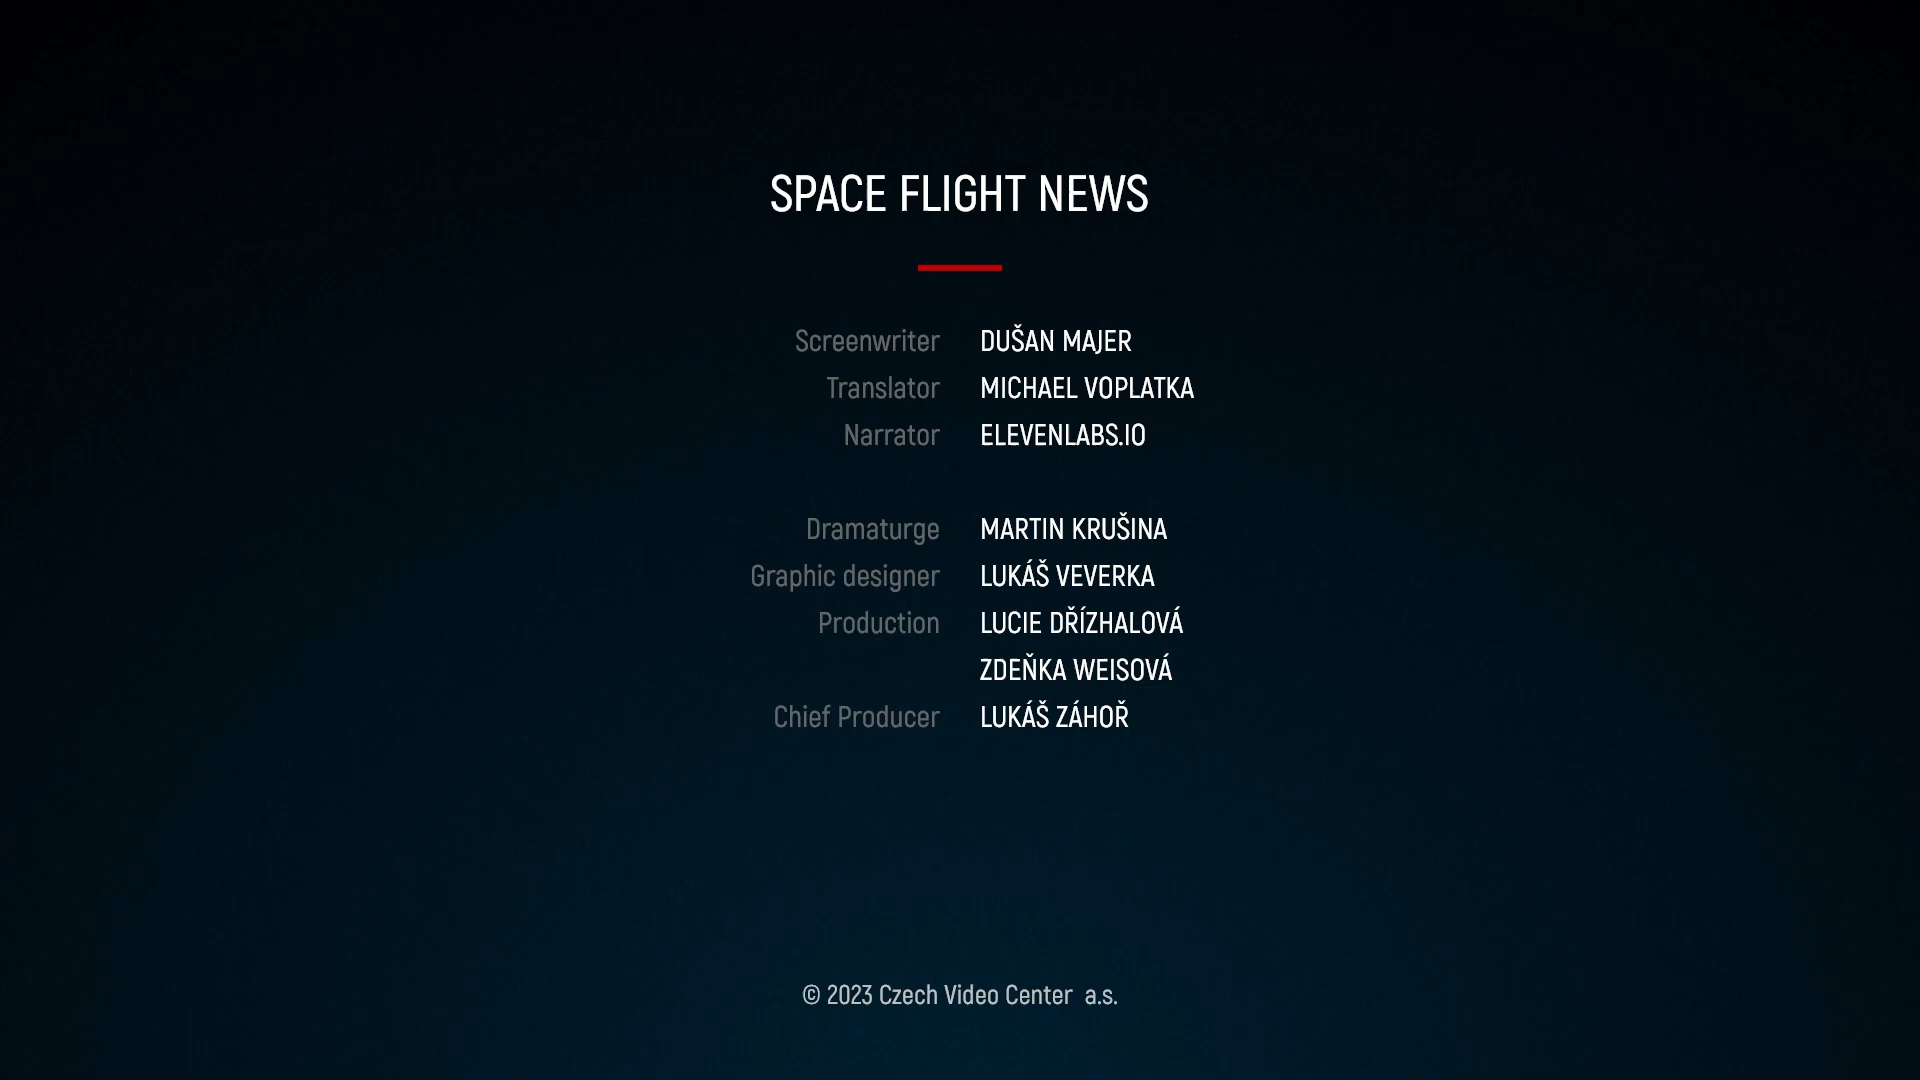 SPACE FLIGHT NEWS
Screenwriter DUŠAN MAJER
Translator MICHAEL VOPLATKA
Narrator ELEVENLABS.IO
Dramaturge MARTIN KRUŠINA
Graphic designer LUKÁŠ VEVERKA
Production LUCIE DŘÍZHALOVÁ
ZDEŇKA WEISOVÁ
Chief Producer LUKÁŠ ZÁHOŘ
© 2023 Czech Video Center a.s.